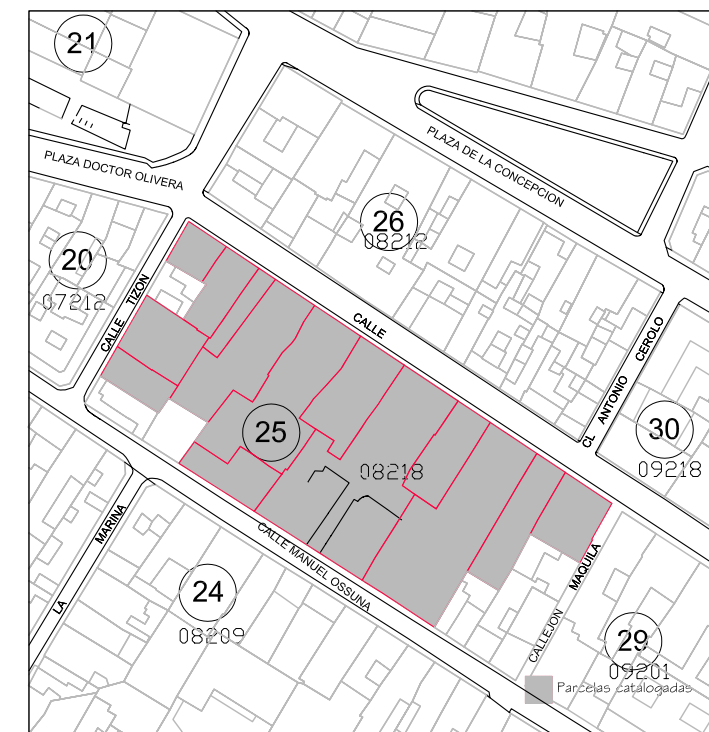 21
PLAZA DOCTOR OLIVERA
PLAZA DE LA CONCEPCION
26
08212
20
07212
CALLE TIZON
CALLE
CL ANTONIO CEROLO
25
08218
30
09218
LA MARINA
CALLE MANUEL OSSUNA
24
08209
CALLEJON MAQUILA
29
09201
Parcelas catalogadas